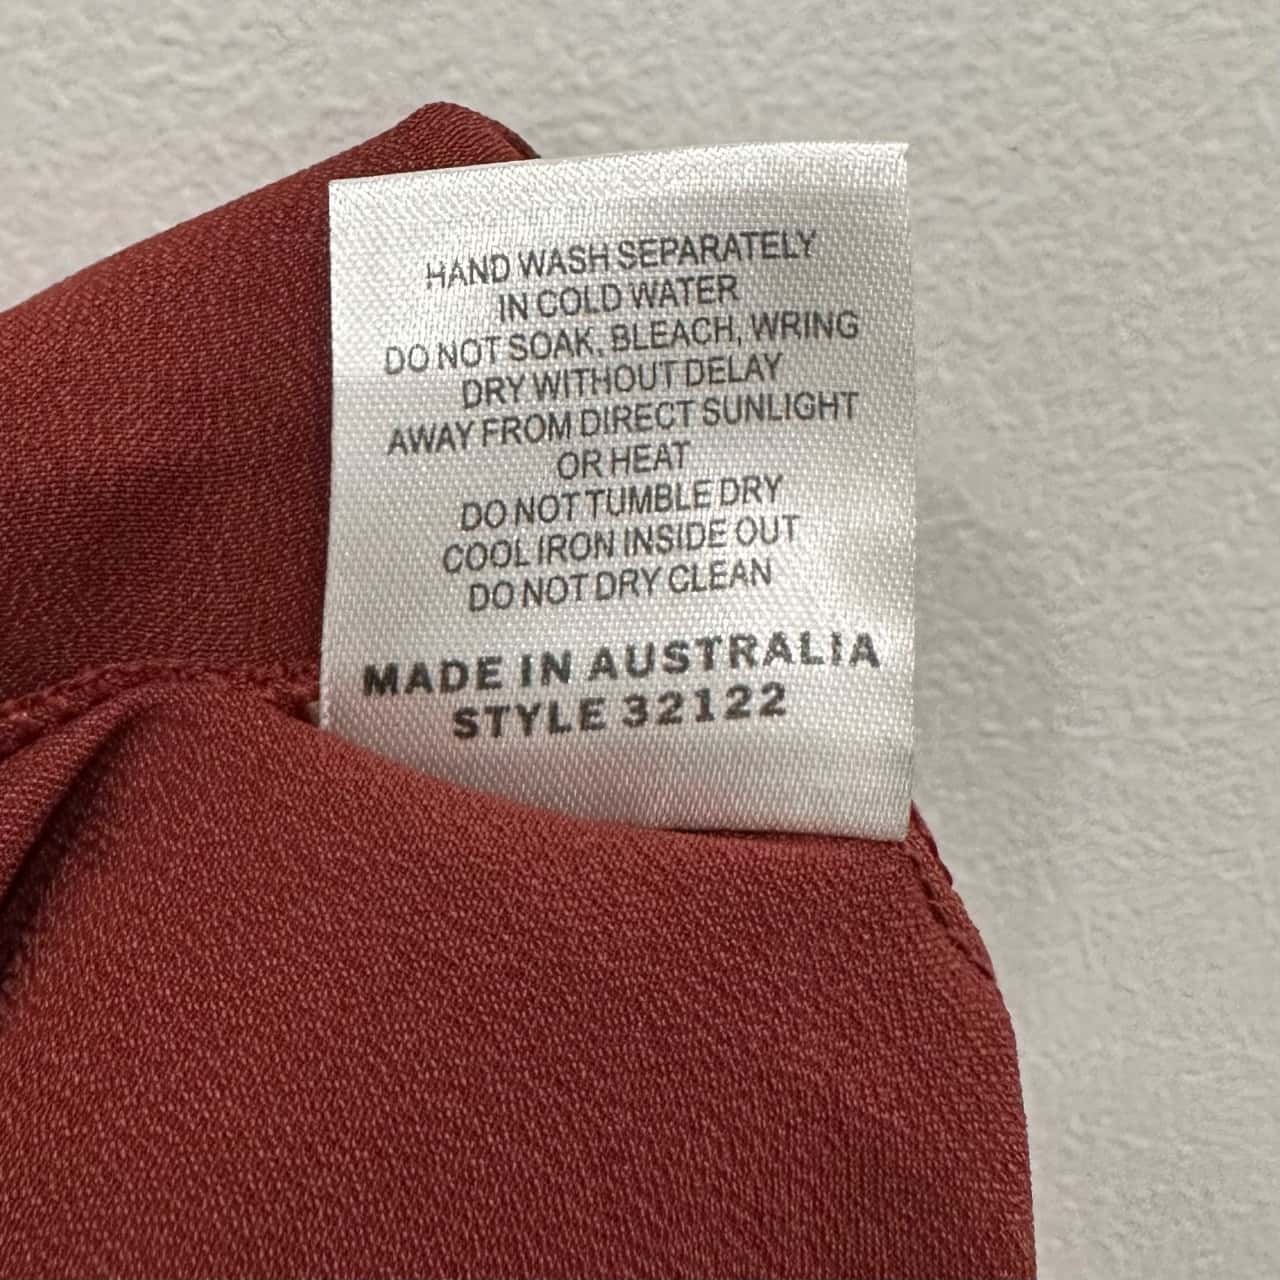 HAND WASH SEPARATELY
IN COLD WATER
DO NOT SOAK, BLEACH, WRING
DRY WITHOUT DELAY
AWAY FROM DIRECT SUNLIGHT
OR HEAT
DO NOT TUMBLE DRY
COOL IRON INSIDE OUT
DO NOT DRY CLEAN
MADE IN AUSTRALIA
STYLE 32122